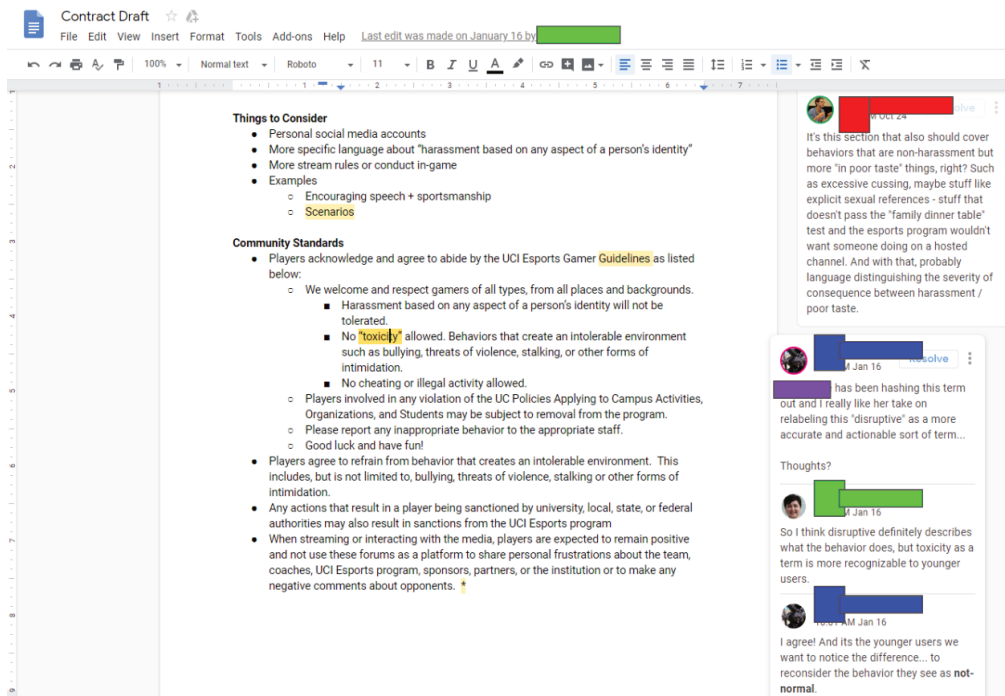 Contract Draft
File Edit View Insert Format Tools Add-ons Help Last edit was made on January 16 by
100% Normal text Roboto 11 B I U A
1 1 2 3 4 5 6 7
Things to Consider
● Personal social media accounts
● More specific language about “harassment based on any aspect of a person's identity”
● More stream rules or conduct in-game
● Examples
○ Encouraging speech + sportsmanship
○ Scenarios
Community Standards
● Players acknowledge and agree to abide by the UCI Esports Gamer Guidelines as listed
below:
○ We welcome and respect gamers of all types, from all places and backgrounds.
■ Harassment based on any aspect of a person's identity will not be
tolerated.
■ No “toxicity” allowed. Behaviors that create an intolerable environment
such as bullying, threats of violence, stalking, or other forms of
intimidation.
■ No cheating or illegal activity allowed.
○ Players involved in any violation of the UC Policies Applying to Campus Activities,
Organizations, and Students may be subject to removal from the program.
○ Please report any inappropriate behavior to the appropriate staff.
○ Good luck and have fun!
● Players agree to refrain from behavior that creates an intolerable environment. This
includes, but is not limited to, bullying, threats of violence, stalking or other forms of
intimidation.
● Any actions that result in a player being sanctioned by university, local, state, or federal
authorities may also result in sanctions from the UCI Esports program
● When streaming or interacting with the media, players are expected to remain positive
and not use these forums as a platform to share personal frustrations about the team,
coaches, UCI Esports program, sponsors, partners, or the institution or to make any
negative comments about opponents. *
Oct 24
It's this section that also should cover
behaviors that are non-harassment but
more "in poor taste" things, right? Such
as excessive cussing, maybe stuff like
explicit sexual references - stuff that
doesn't pass the "family dinner table"
test and the esports program wouldn't
want someone doing on a hosted
channel. And with that, probably
language distinguishing the severity of
consequence between harassment /
poor taste.
Resolve
M Jan 16
has been hashing this term
out and I really like her take on
relabeling this "disruptive" as a more
accurate and actionable sort of term...
Thoughts?
M Jan 16
So I think disruptive definitely describes
what the behavior does, but toxicity as a
term is more recognizable to younger
users.
AM Jan 16
I agree! And its the younger users we
want to notice the difference... to
reconsider the behavior they see as not-
normal.